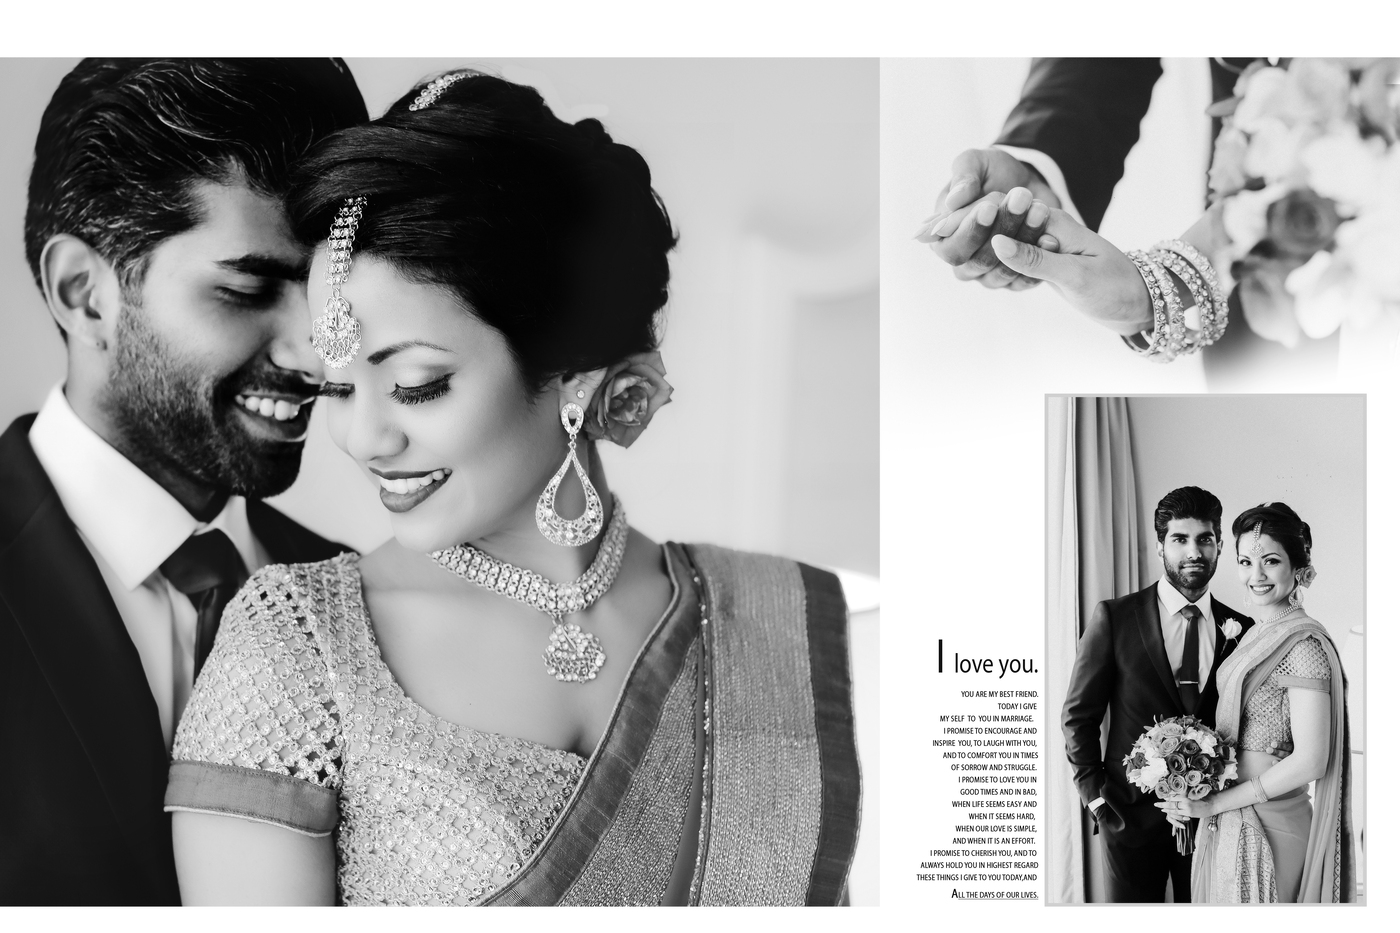 I love you.
YOU ARE MY BEST FRIEND.
TODAY I GIVE
MY SELF TO YOU IN MARRIAGE.
I PROMISE TO ENCOURAGE AND
INSPIRE YOU, TO LAUGH WITH YOU,
AND TO COMFORT YOU IN TIMES
OF SORROW AND STRUGGLE.
I PROMISE TO LOVE YOU IN
GOOD TIMES AND IN BAD,
WHEN LIFE SEEMS EASY AND
WHEN IT SEEMS HARD,
WHEN OUR LOVE IS SIMPLE,
AND WHEN IT IS AN EFFORT.
I PROMISE TO CHERISH YOU, AND TO
ALWAYS HOLD YOU IN HIGHEST REGARD
THESE THINGS I GIVE TO YOU TODAY,AND
ALL THE DAYS OF OUR LIVES.